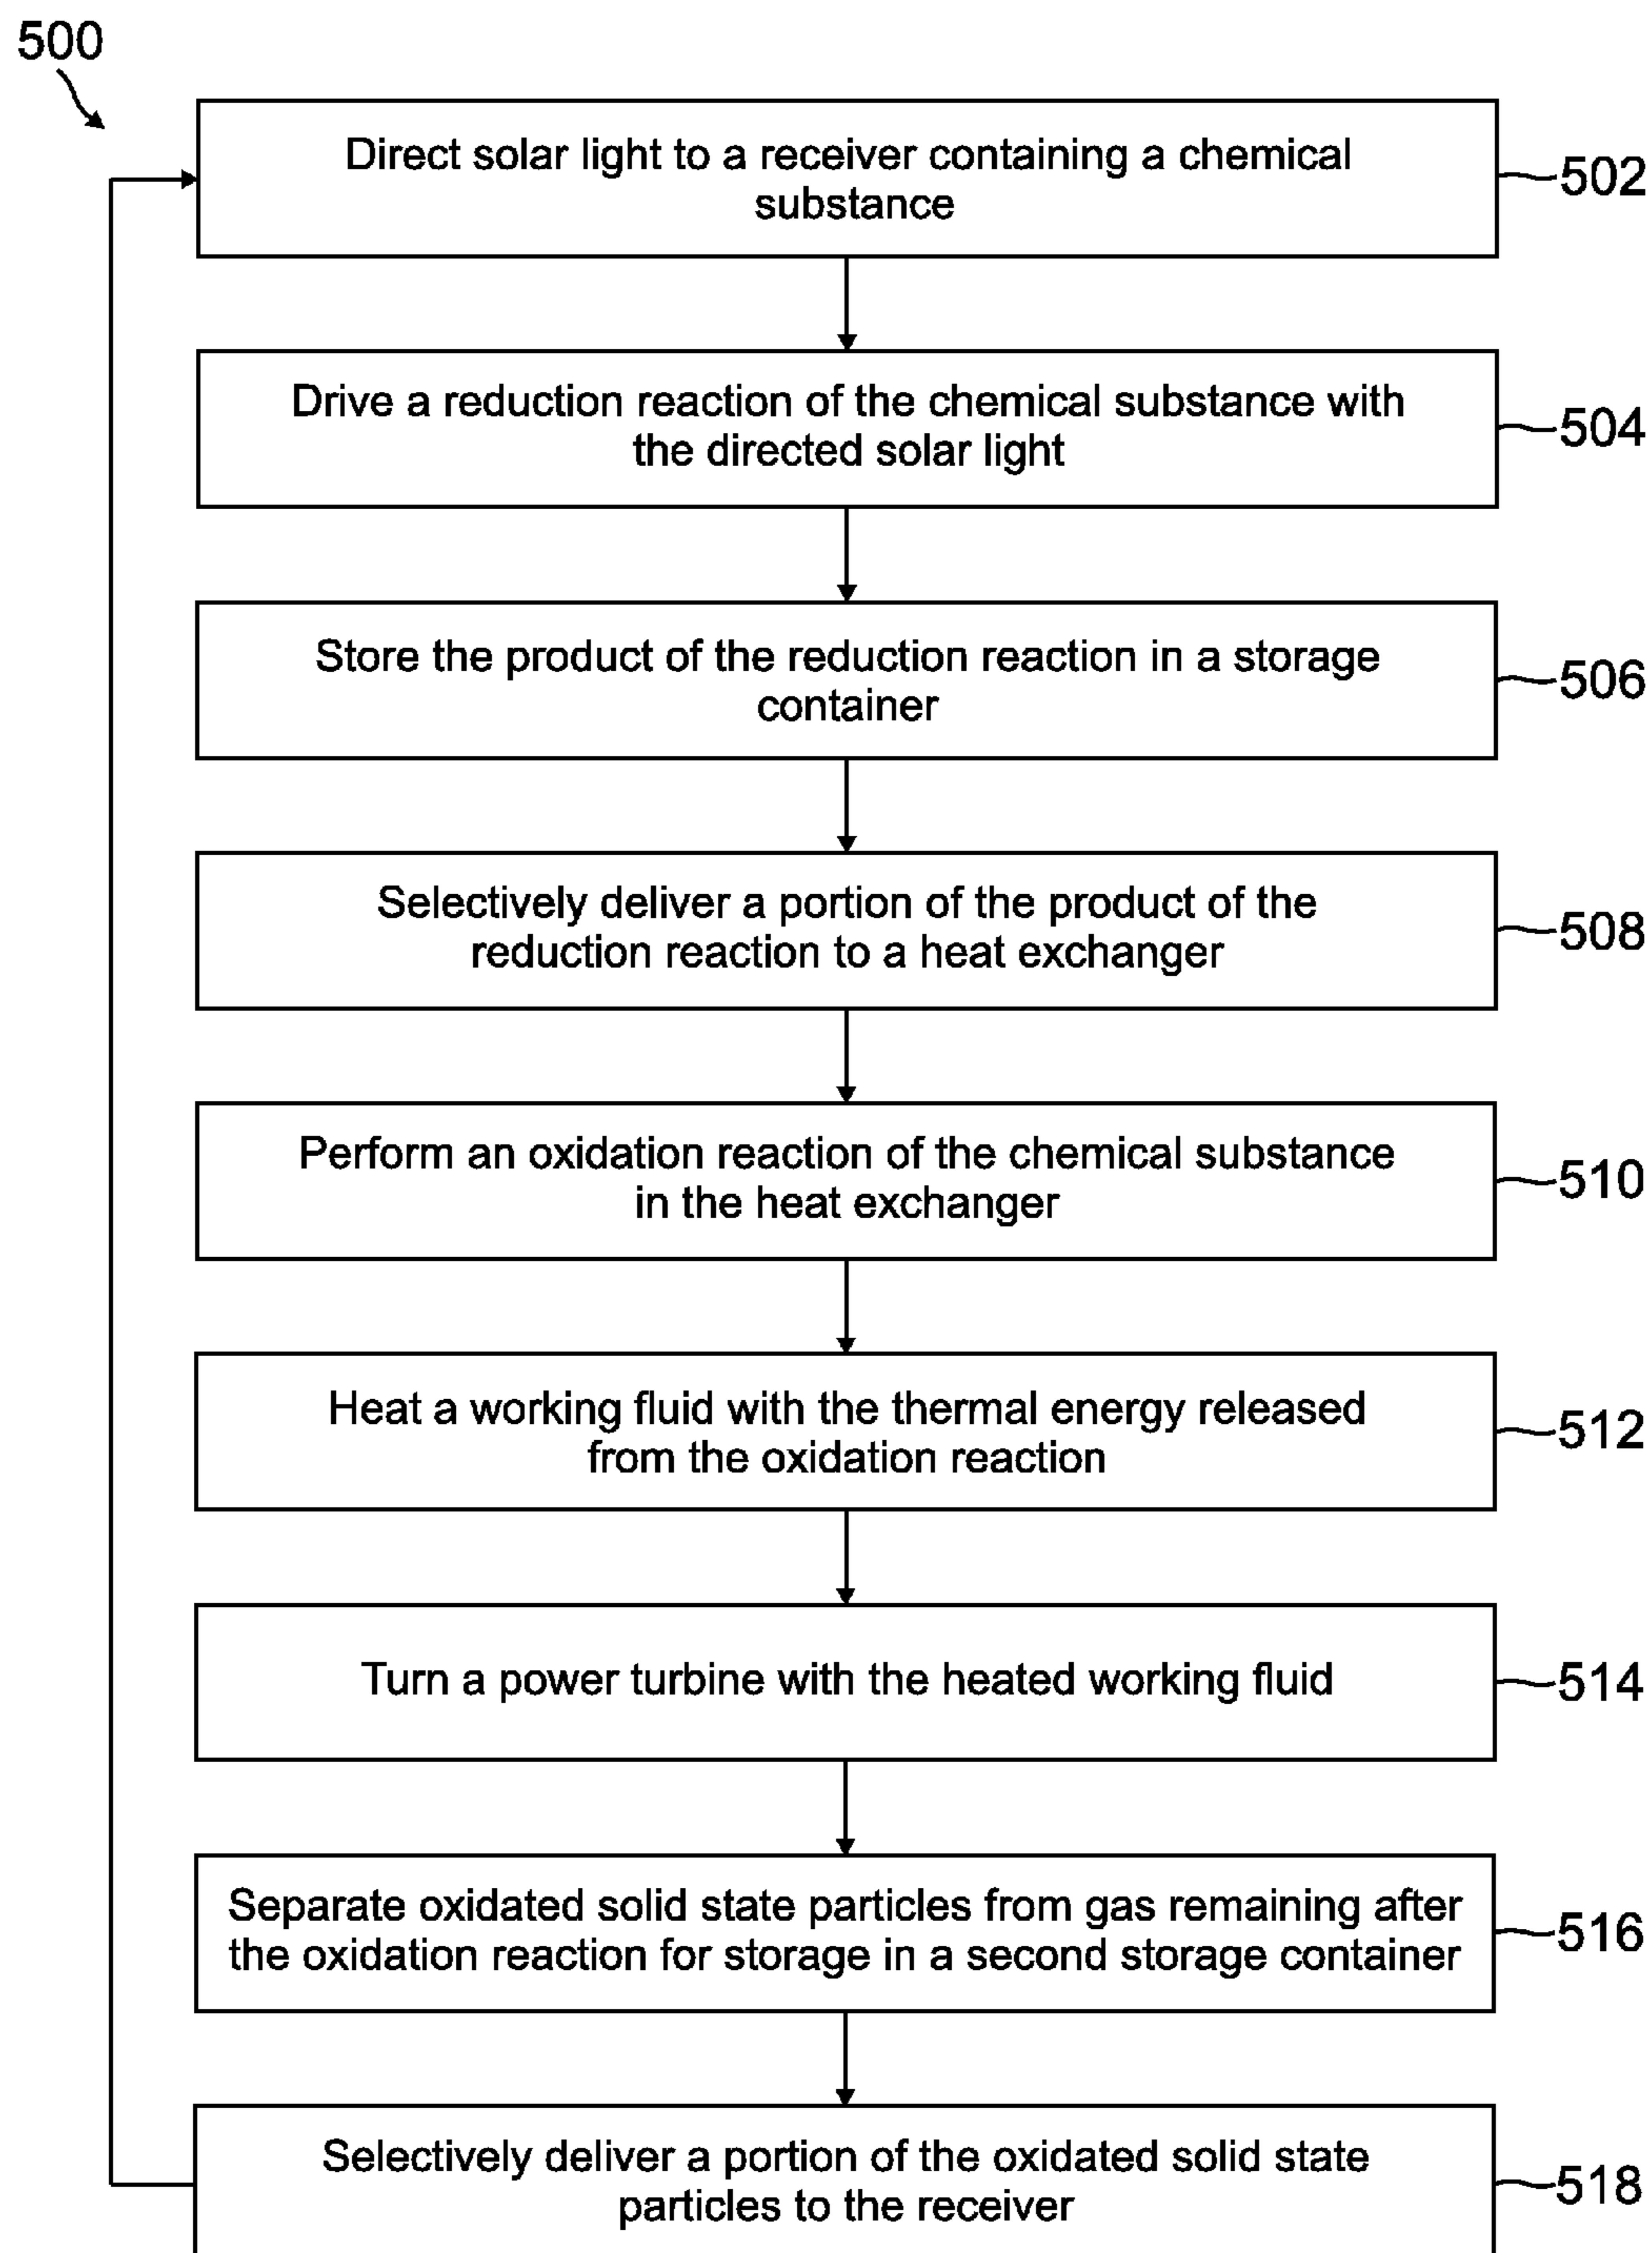 500
Direct solar light to a receiver containing a chemical
substance
502
Drive a reduction reaction of the chemical substance with
the directed solar light
504
Store the product of the reduction reaction in a storage
container
506
Selectively deliver a portion of the product of the
reduction reaction to a heat exchanger
508
Perform an oxidation reaction of the chemical substance
in the heat exchanger
510
Heat a working fluid with the thermal energy released
from the oxidation reaction
512
Turn a power turbine with the heated working fluid
514
Separate oxidated solid state particles from gas remaining after
the oxidation reaction for storage in a second storage container
516
Selectively deliver a portion of the oxidated solid state
particles to the receiver
518